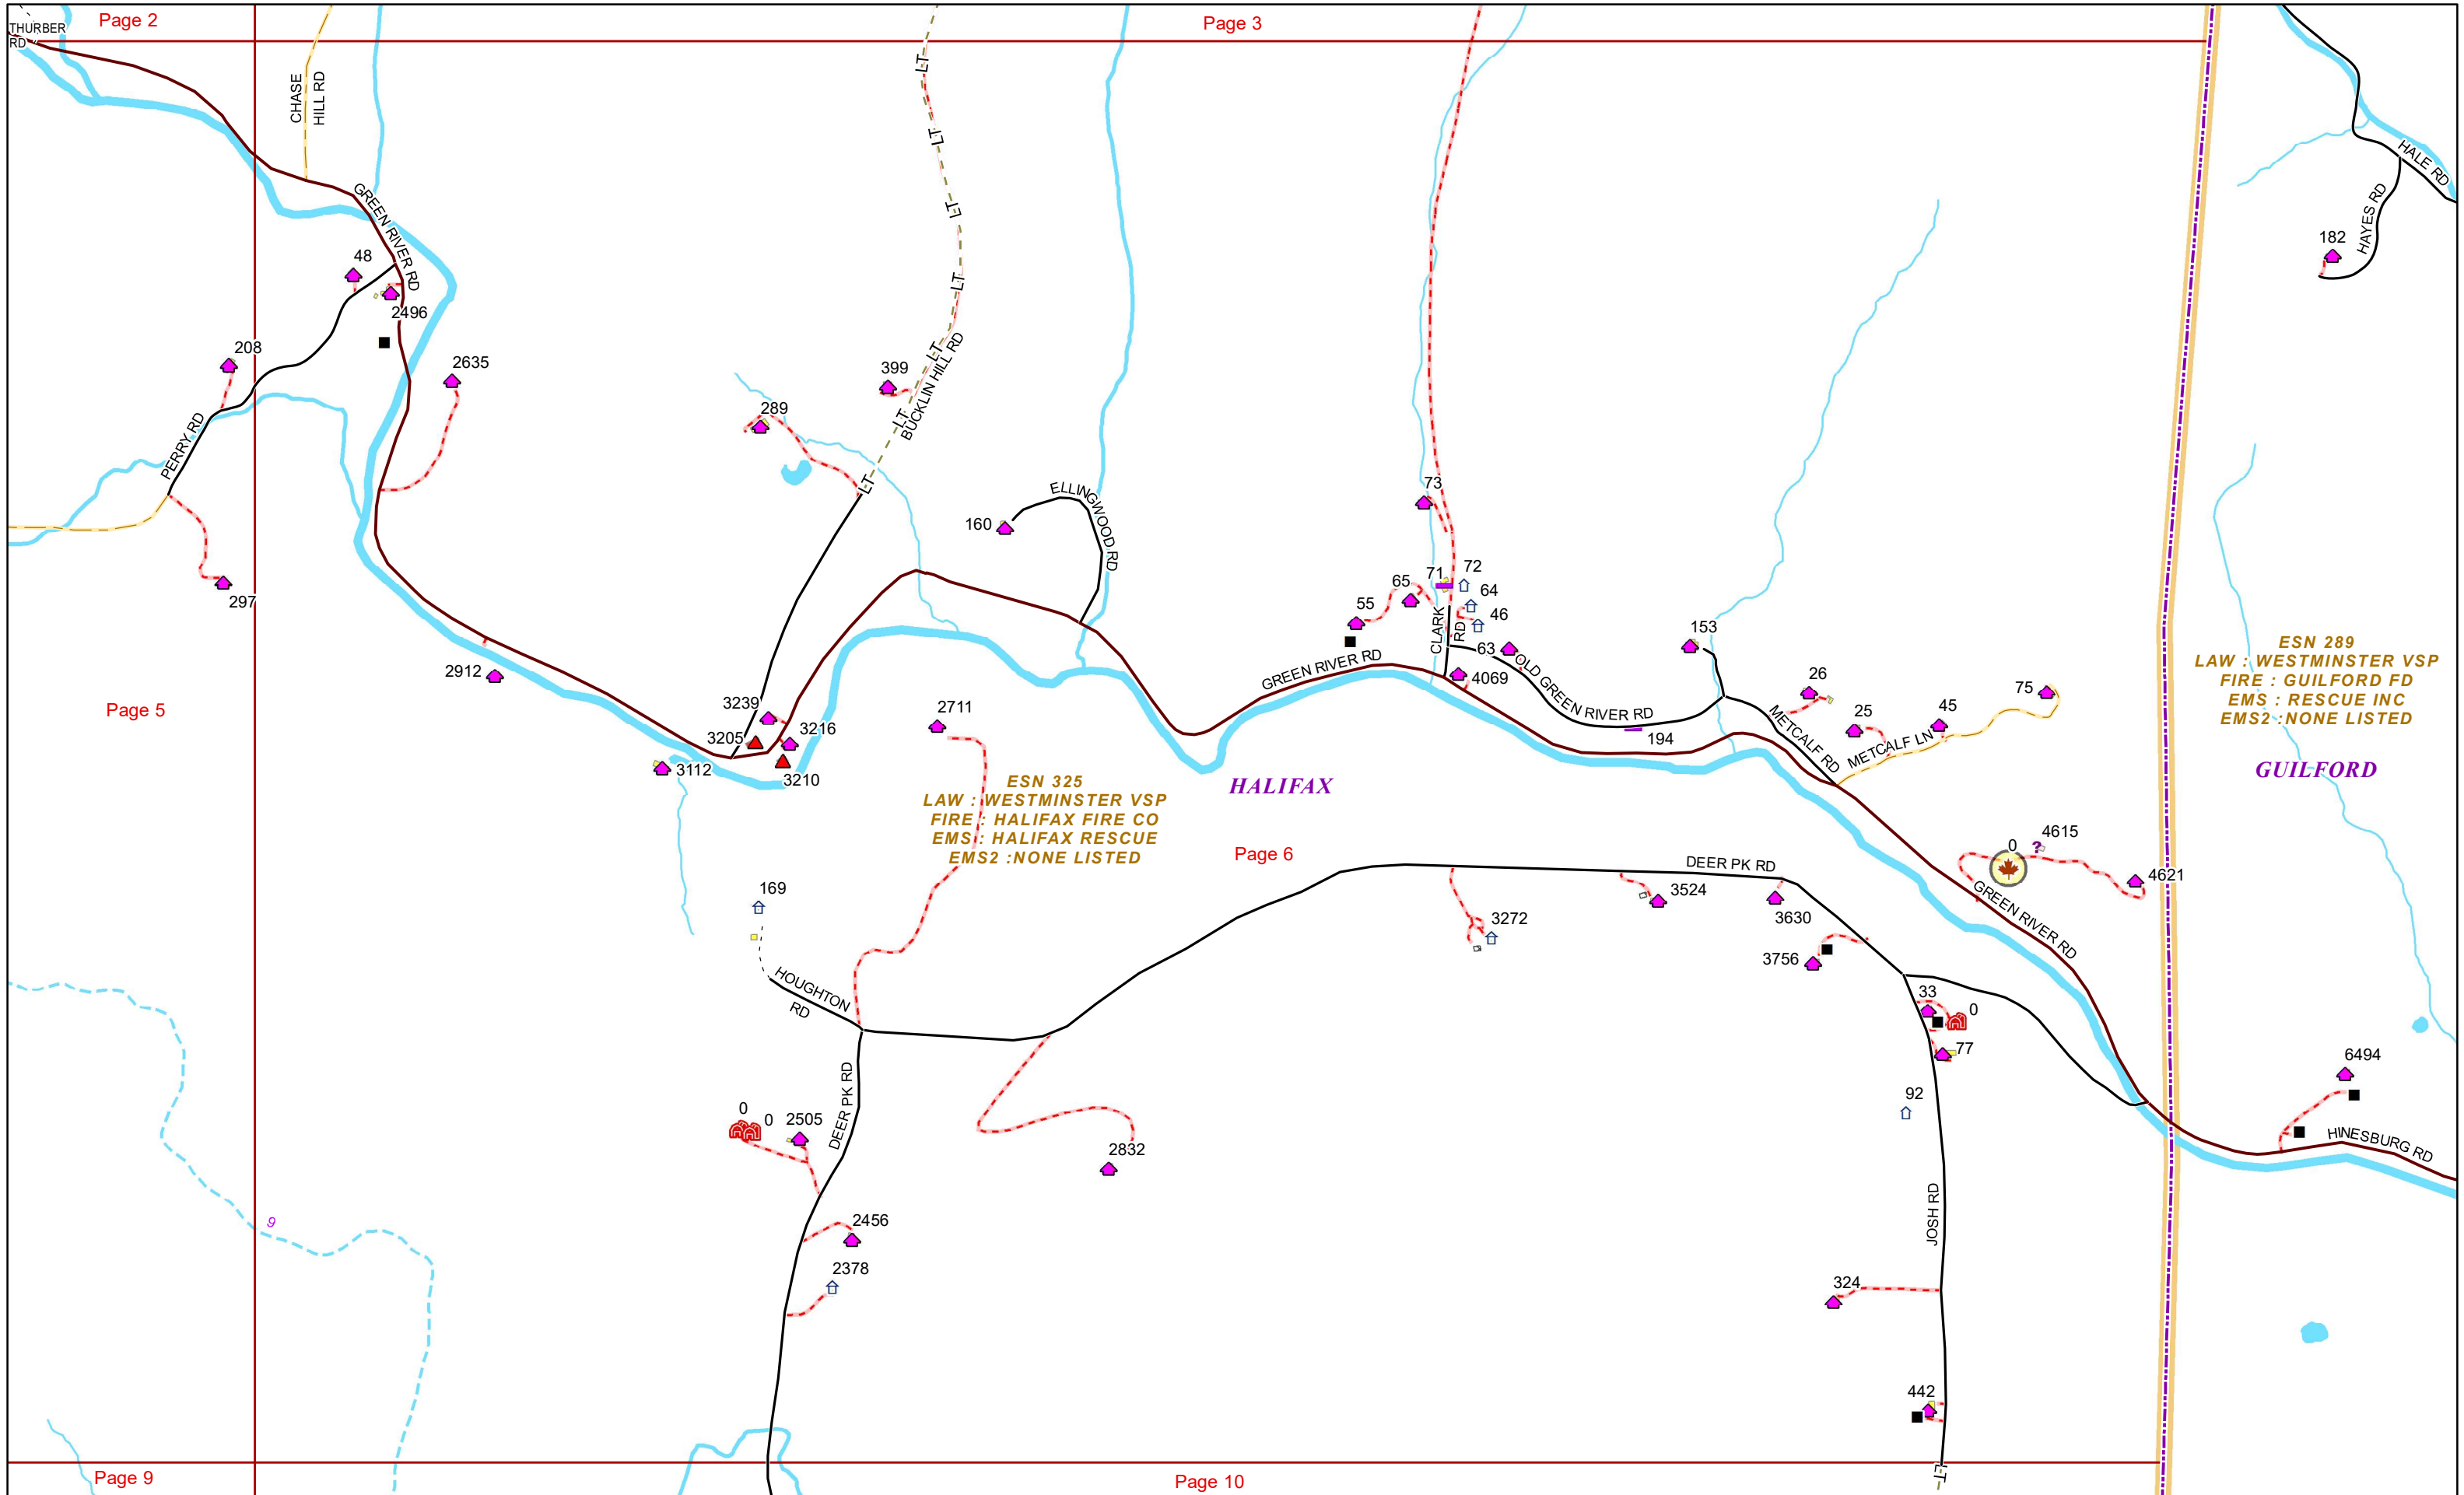 Page 2
Page 3
THURBER
RD
CHASE
HILL RD
LT
LT
LT
LT
LT
LT
LT
GREEN RIVER RD
HALE RD
HAYES RD
182
48
2496
208
2635
PERRY RD
297
399
289
BUCKLIN HILL RD
160
ELLINGWOOD RD
73
72
71
65
64
55
46
CLARK
RD
63
4069
GREEN RIVER RD
OLD GREEN RIVER RD
194
153
26
25
45
75
METCALF RD
METCALF LN
ESN 289
LAW : WESTMINSTER VSP
FIRE : GUILFORD FD
EMS : RESCUE INC
EMS2 :NONE LISTED
GUILFORD
2912
Page 5
3239
3205
3216
3112
3210
2711
ESN 325
LAW : WESTMINSTER VSP
FIRE : HALIFAX FIRE CO
EMS : HALIFAX RESCUE
EMS2 :NONE LISTED
HALIFAX
Page 6
DEER PK RD
0
?
4615
4621
GREEN RIVER RD
169
HOUGHTON
RD
3272
3524
3630
3756
33
0
77
92
6494
HINESBURG RD
DEER PK RD
0
0
2505
2832
2456
2378
9
JOSH RD
324
442
LT
Page 9
Page 10